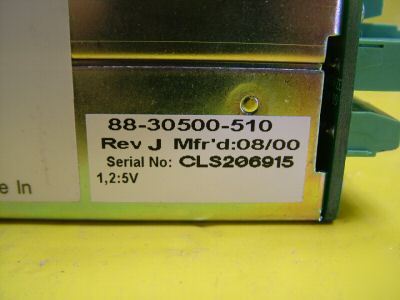 88-30500-510
Rev J Mfr'd:08/00
Serial No: CLS206915
1,2:5V
e In